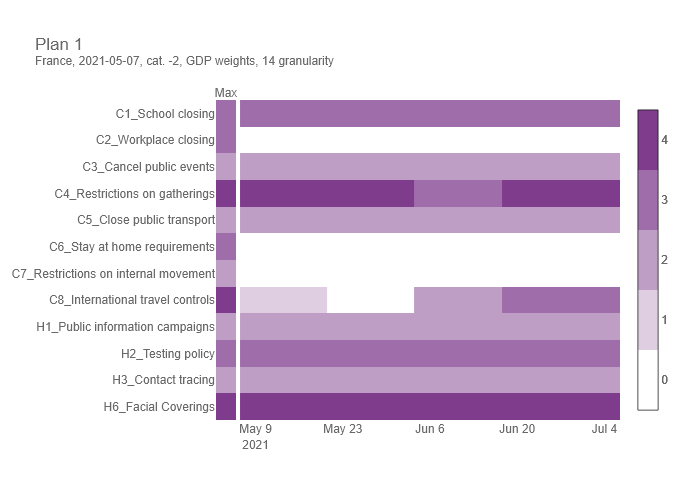 Plan 1
France, 2021-05-07, cat. -2, GDP weights, 14 granularity
Max
C1_School closing
C2_Workplace closing
C3_Cancel public events
C4_Restrictions on gatherings
C5_Close public transport
C6_Stay at home requirements
C7_Restrictions on internal movement
C8_International travel controls
H1_Public information campaigns
H2_Testing policy
H3_Contact tracing
H6_Facial Coverings
May 9 May 23 Jun 6 Jun 20 Jul 4
2021
4
3
2
1
0